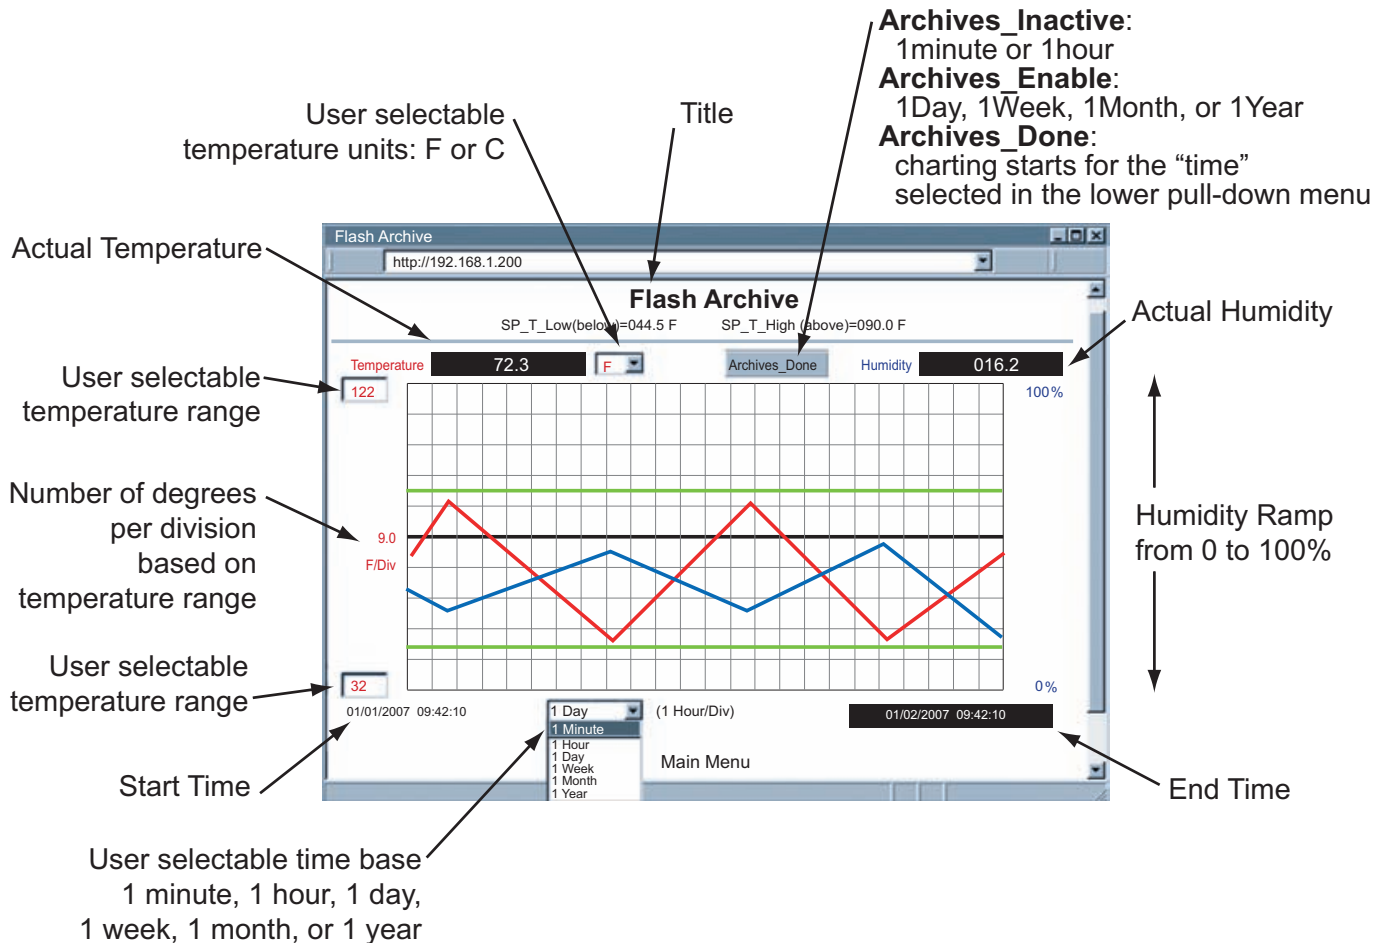 Archives_Inactive:
1minute or 1hour
Archives_Enable:
1Day, 1Week, 1Month, or 1Year
Archives_Done:
charting starts for the “time”
selected in the lower pull-down menu
User selectable
temperature units: F or C
Title
Actual Temperature
Flash Archive
http://192.168.1.200
Flash Archive
SP_T_Low(below)=044.5 F
SP_T_High (above)=090.0 F
Actual Humidity
Temperature
72.3
F
Archives_Done
Humidity
016.2
User selectable
temperature range
122
100%
Number of degrees
per division
based on
temperature range
9.0
F/Div
Humidity Ramp
from 0 to 100%
User selectable
temperature range
32
0%
01/01/2007 09:42:10
1 Day
(1 Hour/Div)
01/02/2007 09:42:10
1 Minute
1 Hour
1 Day
1 Week
1 Month
1 Year
Main Menu
Start Time
End Time
User selectable time base
1 minute, 1 hour, 1 day,
1 week, 1 month, or 1 year